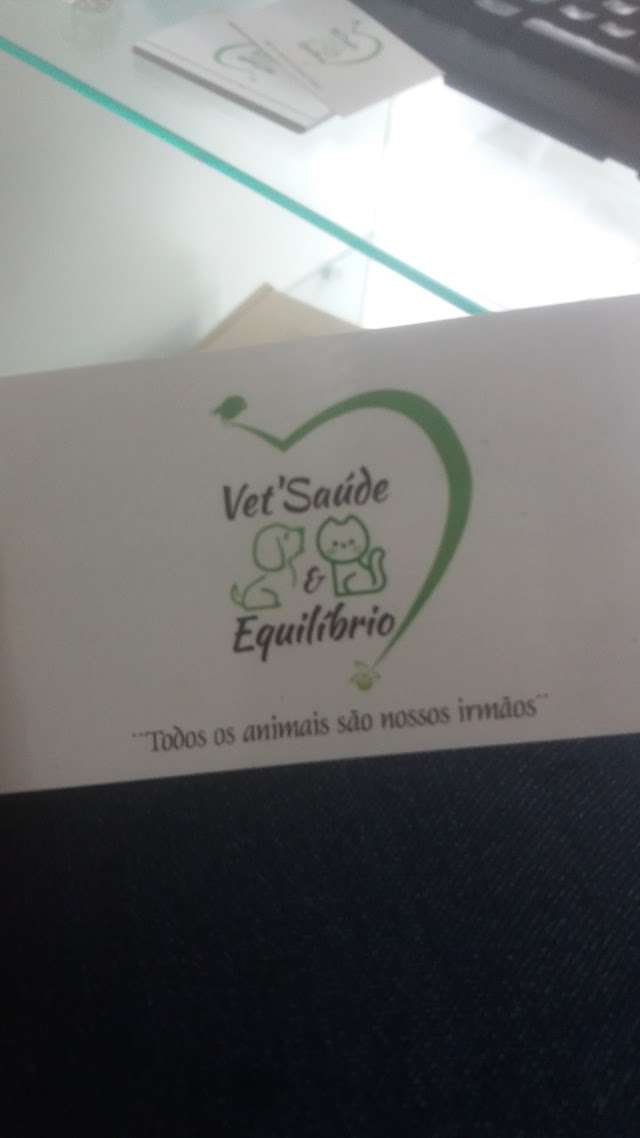 Vet'Saúde
&
Equilíbrio
¨Todos os animais são nossos irmãos¨